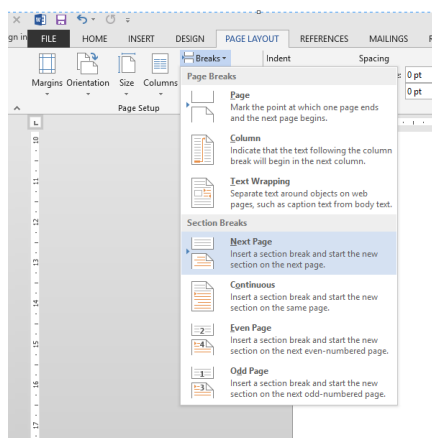 gn in FILE HOME INSERT DESIGN PAGE LAYOUT REFERENCES MAILINGS
Breaks Indent Spacing
Margins Orientation Size Columns
0 pt
0 pt
Page Setup
Page Breaks
Page
Mark the point at which one page ends
and the next page begins.
Column
Indicate that the text following the column
break will begin in the next column.
Text Wrapping
Separate text around objects on web
pages, such as caption text from body text.
Section Breaks
Next Page
Insert a section break and start the new
section on the next page.
Continuous
Insert a section break and start the new
section on the same page.
Even Page
Insert a section break and start the new
section on the next even-numbered page.
2
4
Odd Page
Insert a section break and start the new
section on the next odd-numbered page.
1
3
10
11
12
13
14
15
16
17